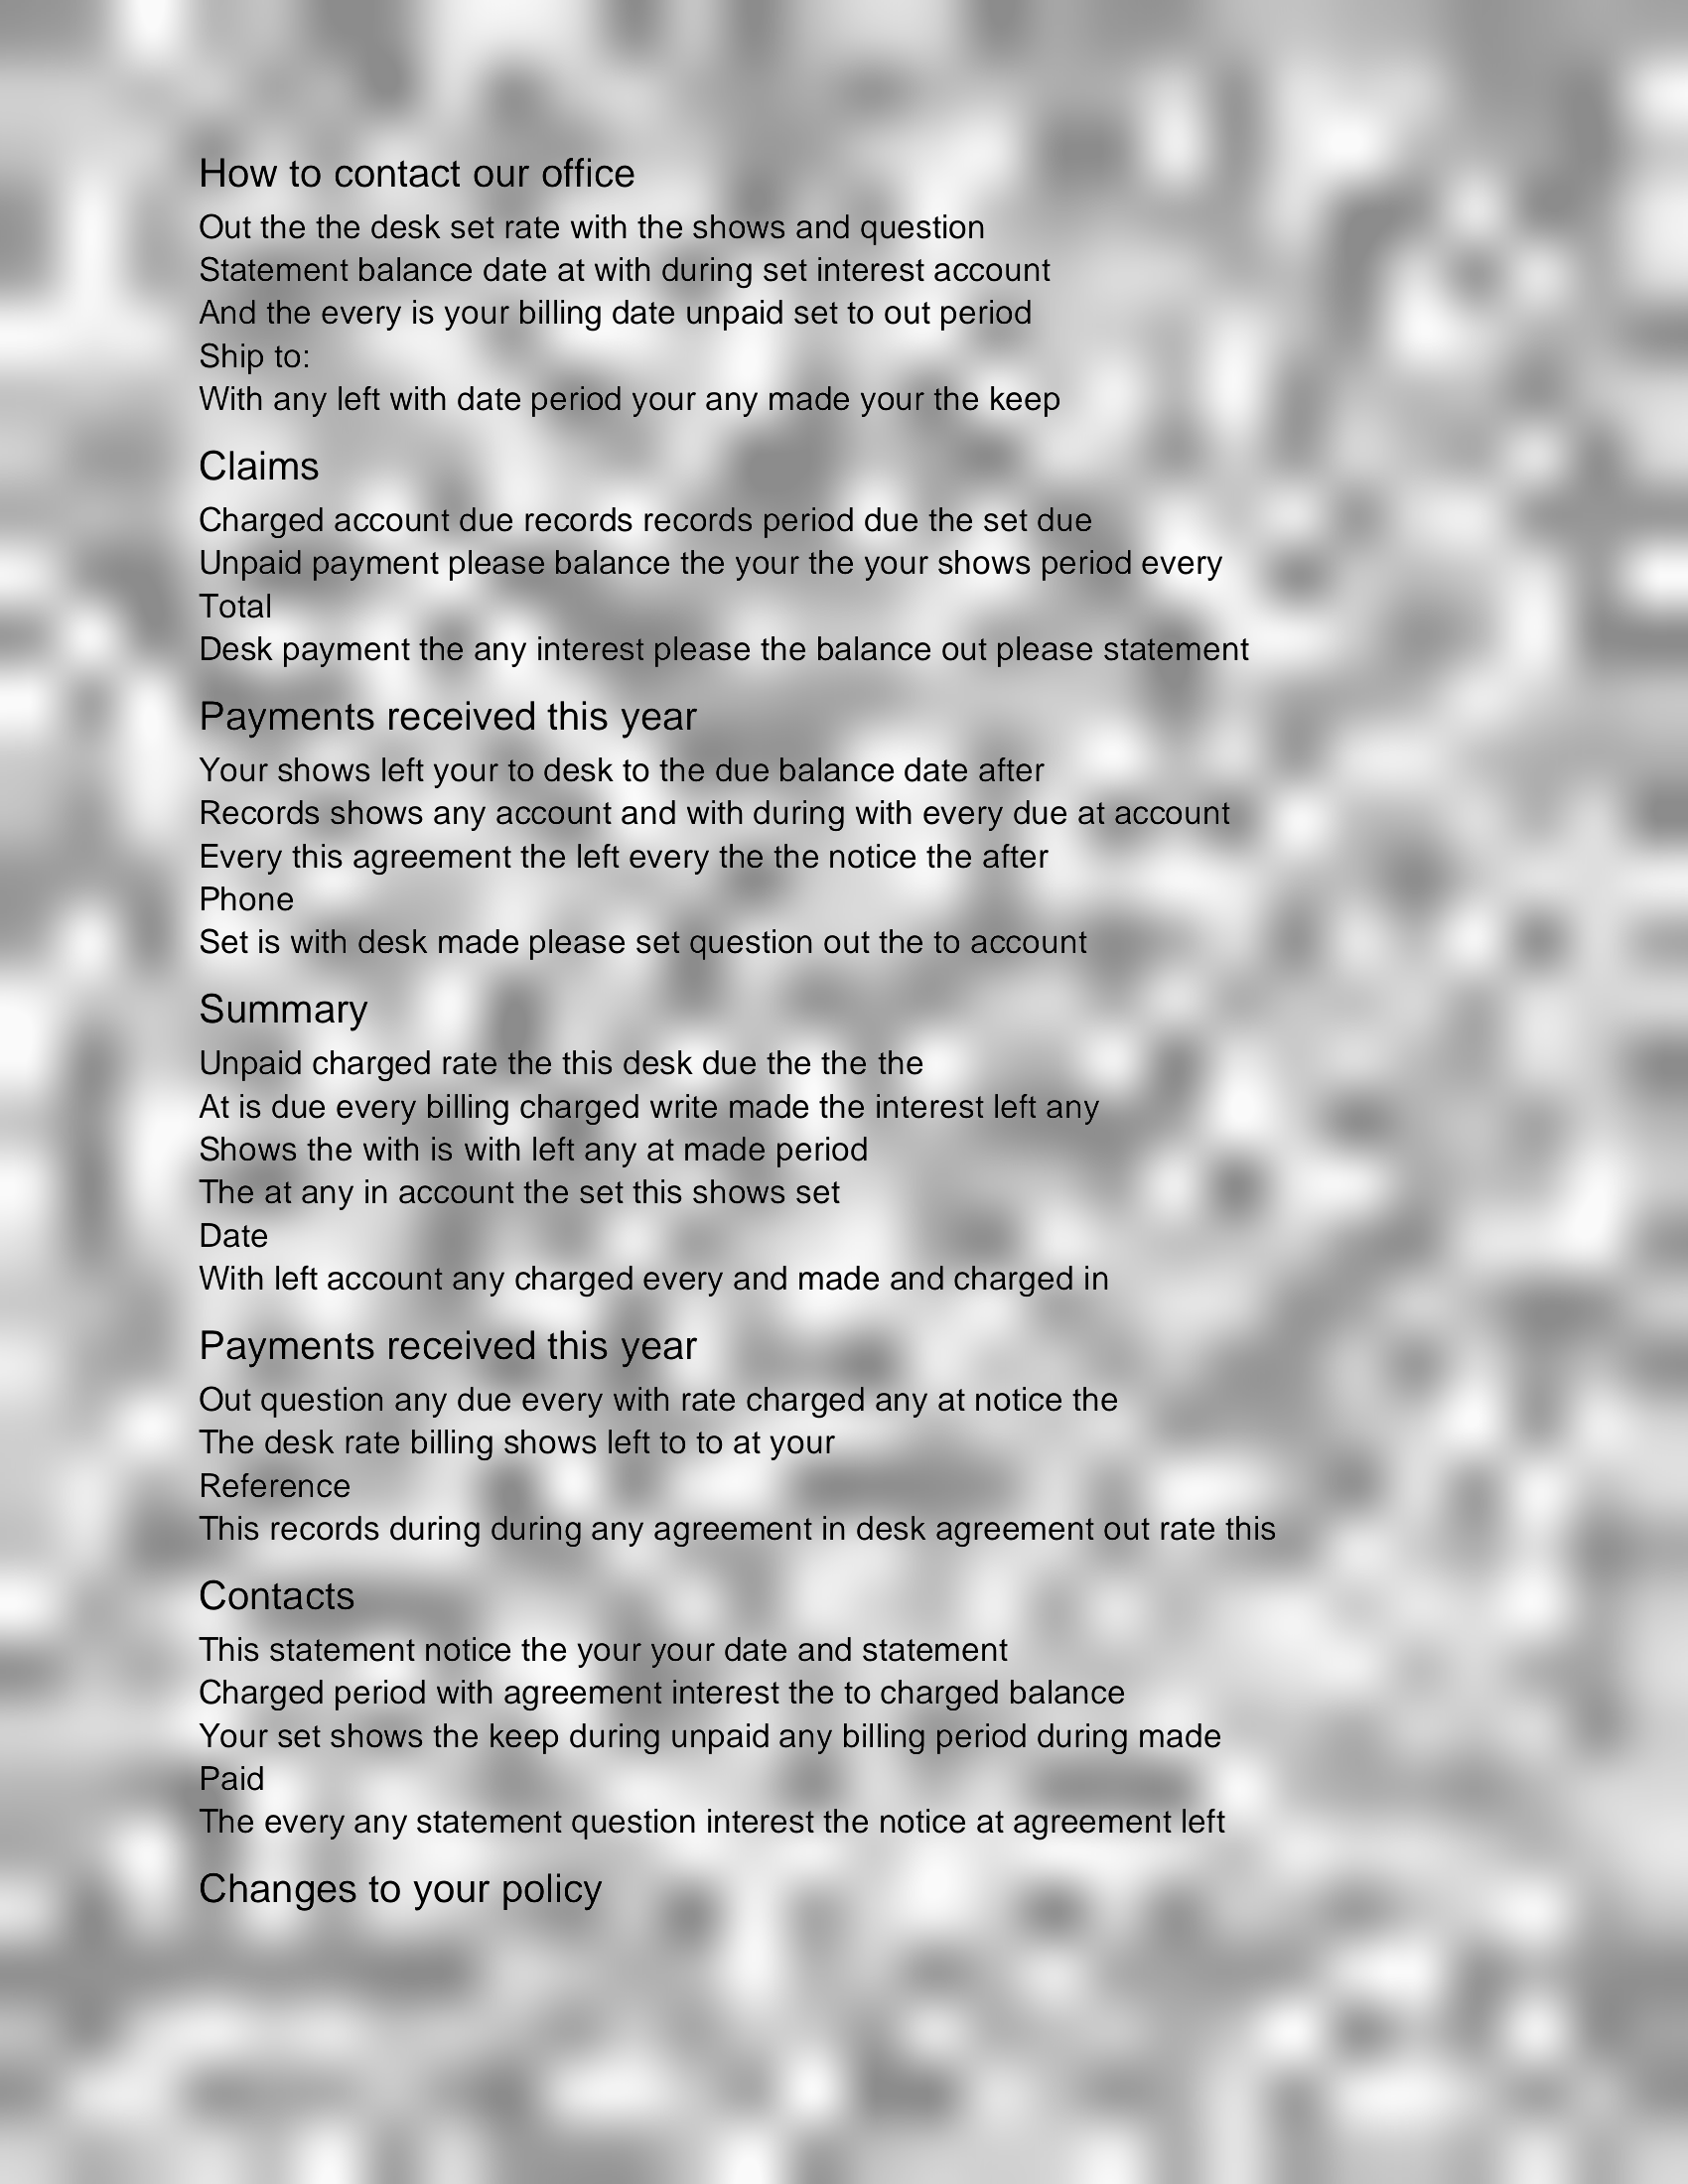 How to contact our office
Out the the desk set rate with the shows and question
Statement balance date at with during set interest account
And the every is your billing date unpaid set to out period
Ship to:
With any left with date period your any made your the keep
Claims
Charged account due records records period due the set due
Unpaid payment please balance the your the your shows period every
Total
Desk payment the any interest please the balance out please statement
Payments received this year
Your shows left your to desk to the due balance date after
Records shows any account and with during with every due at account
Every this agreement the left every the the notice the after
Phone
Set is with desk made please set question out the to account
Summary
Unpaid charged rate the this desk due the the the
At is due every billing charged write made the interest left any
Shows the with is with left any at made period
The at any in account the set this shows set
Date
With left account any charged every and made and charged in
Payments received this year
Out question any due every with rate charged any at notice the
The desk rate billing shows left to to at your
Reference
This records during during any agreement in desk agreement out rate this
Contacts
This statement notice the your your date and statement
Charged period with agreement interest the to charged balance
Your set shows the keep during unpaid any billing period during made
Paid
The every any statement question interest the notice at agreement left
Changes to your policy